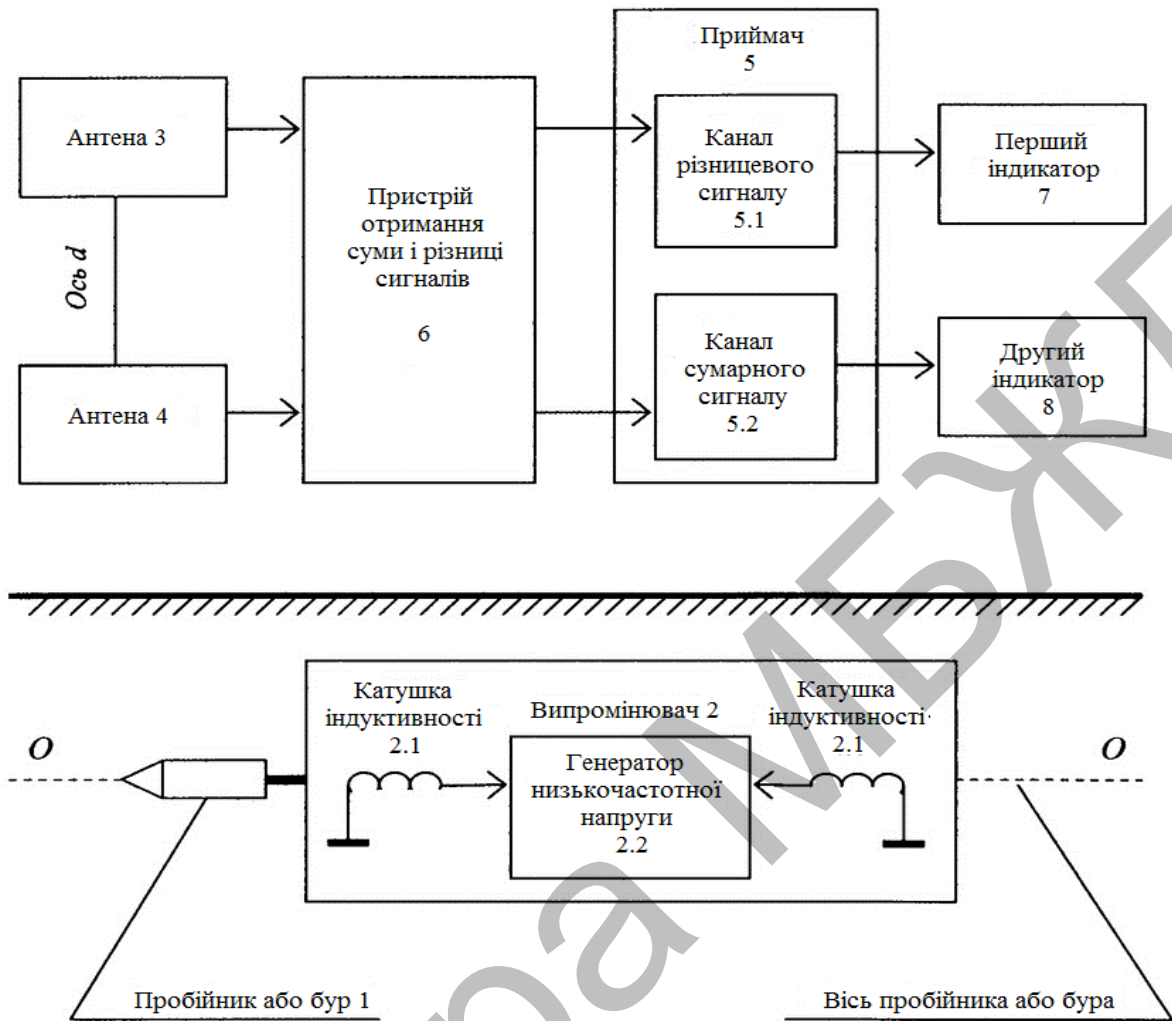 Приймач
5
Антена 3
Канал
різницевого
сигналу
5.1
Перший
індикатор
7
Пристрій
отримання
суми і різниці
сигналів
6
Ось d
Канал
сумарного
сигналу
5.2
Другий
індикатор
8
Антена 4
Катушка
індуктивності
2.1
Випромінювач 2
Катушка
індуктивності
2.1
O
Генератор
низькочастотної
напруги
2.2
O
Пробійник або бур 1
Вісь пробійника або бура